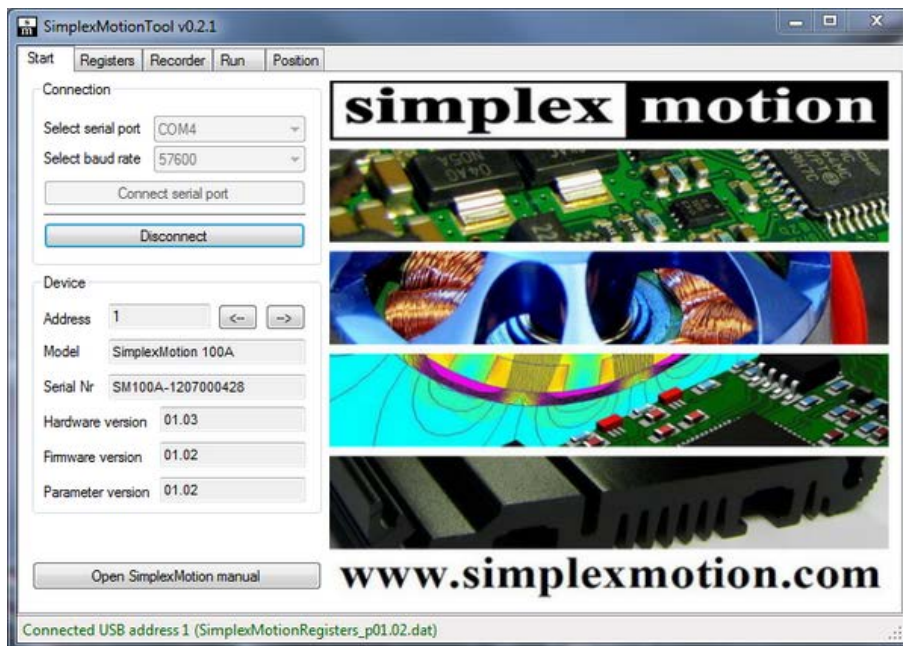 SimplexMotionTool v0.2.1
Start Registers Recorder Run Position
Connection
Select serial port COM4
Select baud rate 57600
Connect serial port
Disconnect
Device
Address 1 <-- -->
Model SimplexMotion 100A
Serial Nr SM100A-1207000428
Hardware version 01.03
Firmware version 01.02
Parameter version 01.02
Open SimplexMotion manual
simplex motion
www.simplexmotion.com
Connected USB address 1 (SimplexMotionRegisters_p01.02.dat)